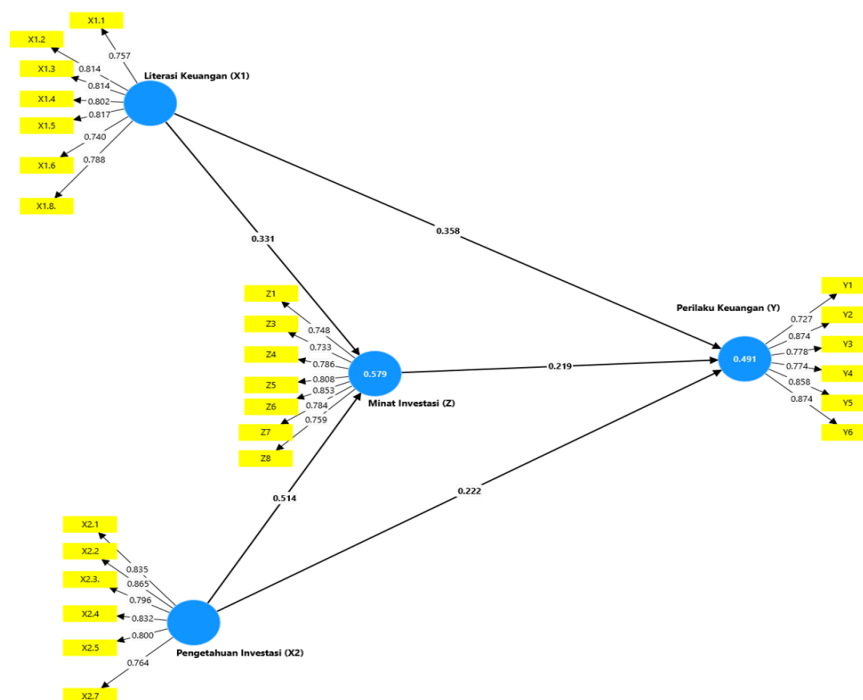 X1.1
X1.2
0.757
0.814
X1.3
Literasi Keuangan (X1)
0.814
X1.4
0.802
X1.5
0.817
0.740
X1.6
0.788
X1.8.
0.358
0.331
Z1
Z3
0.748
0.733
Z4
0.786
Z5
0.808
0.853
Z6
0.784
Z7
0.759
Z8
0.579
Minat Investasi (Z)
0.219
Perilaku Keuangan (Y)
0.491
Y1
0.727
Y2
0.874
Y3
0.778
0.774
Y4
0.858
Y5
0.874
Y6
0.514
0.222
X2.1
X2.2
0.835
0.865
X2.3.
0.796
X2.4
0.832
X2.5
0.800
0.764
X2.7
Pengetahuan Investasi (X2)